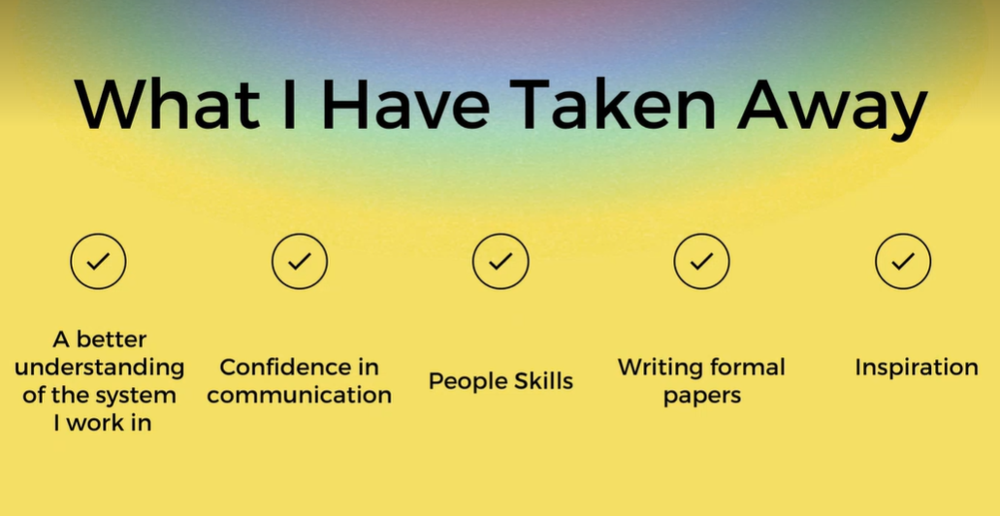 What I Have Taken Away
A better
understanding
of the system
I work in
Confidence in
communication
People Skills
Writing formal
papers
Inspiration